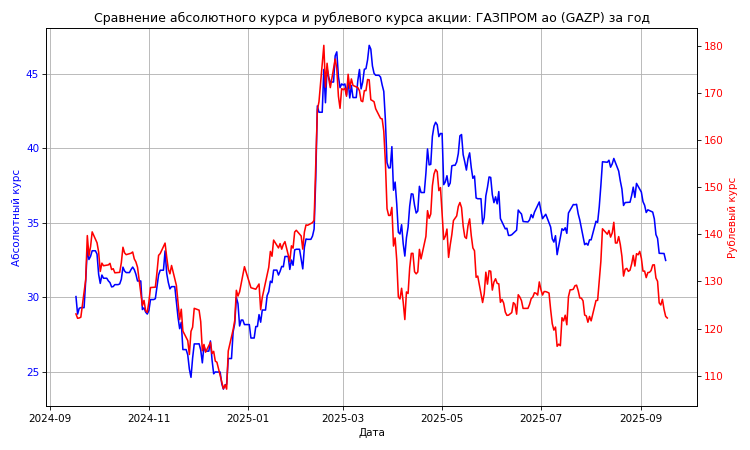 Сравнение абсолютного курса и рублевого курса акции: ГАЗПРОМ ао (GAZP) за год
Абсолютный курс
45
40
35
30
25
180
170
160
150
140
130
120
110
Рублевый курс
2024-09 2024-11 2025-01 2025-03 2025-05 2025-07 2025-09
Дата